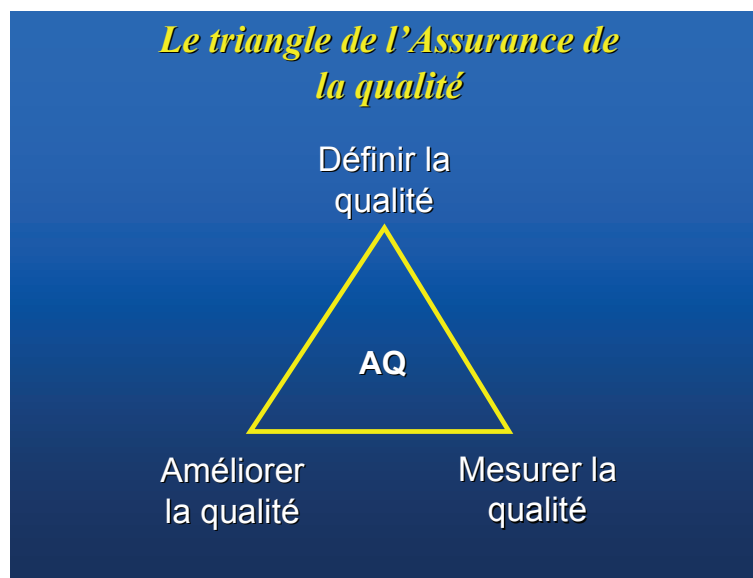 Le triangle de l’Assurance de
la qualité
Définir la
qualité
AQ
Améliorer
la qualité
Mesurer la
qualité